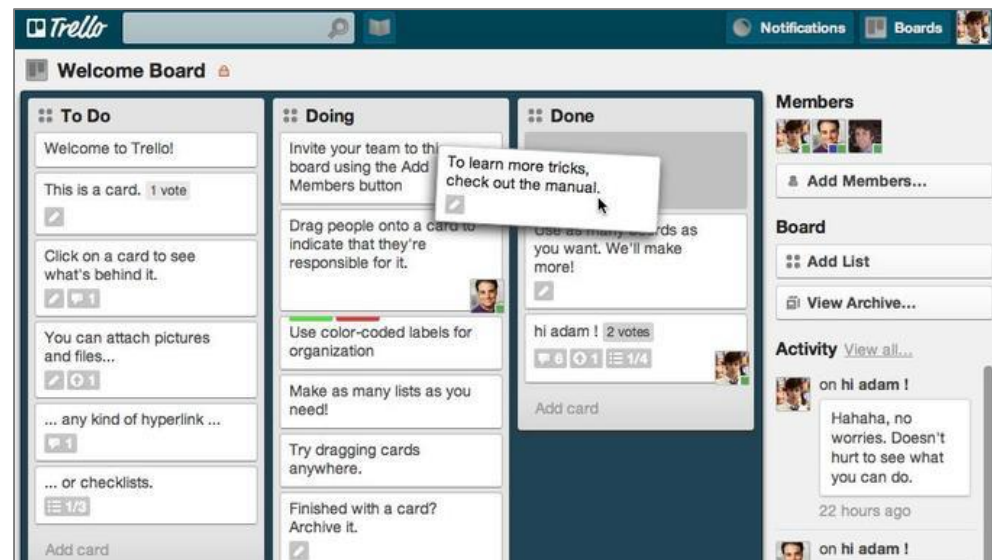 Trello
Notifications
Boards
Welcome Board
To Do
Welcome to Trello!
This is a card. 1 vote
Click on a card to see
what's behind it.
1
You can attach pictures
and files...
1
... any kind of hyperlink ...
1
... or checklists.
1/3
Add card
Doing
Invite your team to
board using the Add
Members button
Drag people onto a card to
indicate that they're
responsible for it.
Use color-coded labels for
organization
Make as many lists as you
need!
Try dragging cards
anywhere.
Finished with a card?
Archive it.
To learn more tricks,
check out the manual.
Done
Use as many boards as
you want. We'll make
more!
hi adam ! 2 votes
6 1 1/4
Add card
Members
Add Members...
Board
Add List
View Archive...
Activity View all...
on hi adam !
Hahaha, no
worries. Doesn't
hurt to see what
you can do.
22 hours ago
on hi adam !